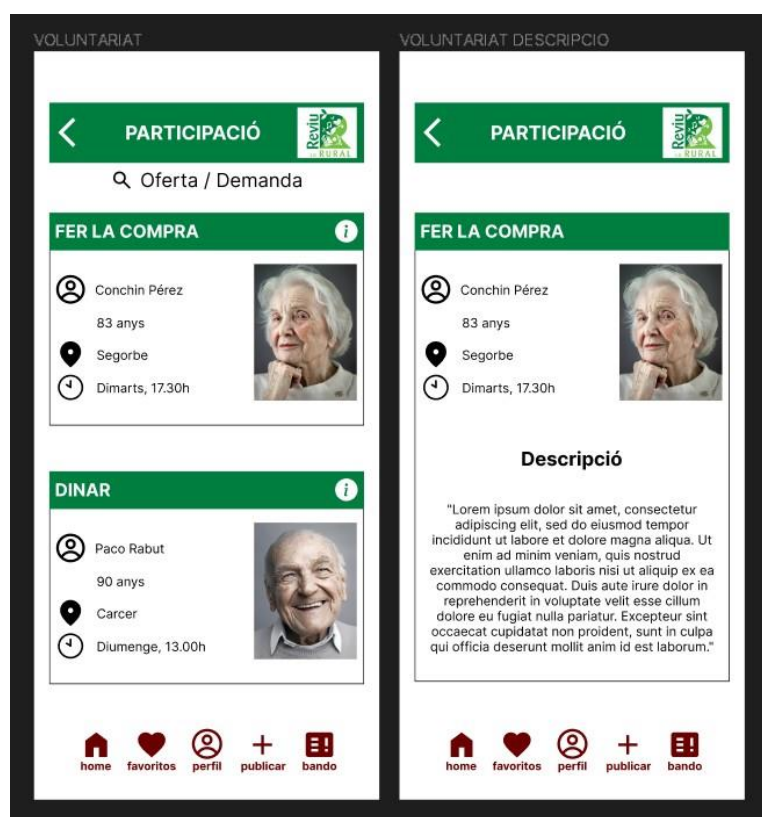 VOLUNTARIAT
PARTICIPACIÓ
Reviu
EL RURAL
Oferta / Demanda
FER LA COMPRA
Conchin Pérez
83 anys
Segorbe
Dimarts, 17.30h
DINAR
Paco Rabut
90 anys
Carcer
Diumenge, 13.00h
home favoritos perfil publicar bando
VOLUNTARIAT DESCRIPCIO
PARTICIPACIÓ
Reviu
EL RURAL
FER LA COMPRA
Conchin Pérez
83 anys
Segorbe
Dimarts, 17.30h
Descripció
"Lorem ipsum dolor sit amet, consectetur
adipiscing elit, sed do eiusmod tempor
incididunt ut labore et dolore magna aliqua. Ut
enim ad minim veniam, quis nostrud
exercitation ullamco laboris nisi ut aliquip ex ea
commodo consequat. Duis aute irure dolor in
reprehenderit in voluptate velit esse cillum
dolore eu fugiat nulla pariatur. Excepteur sint
occaecat cupidatat non proident, sunt in culpa
qui officia deserunt mollit anim id est laborum."
home favoritos perfil publicar bando